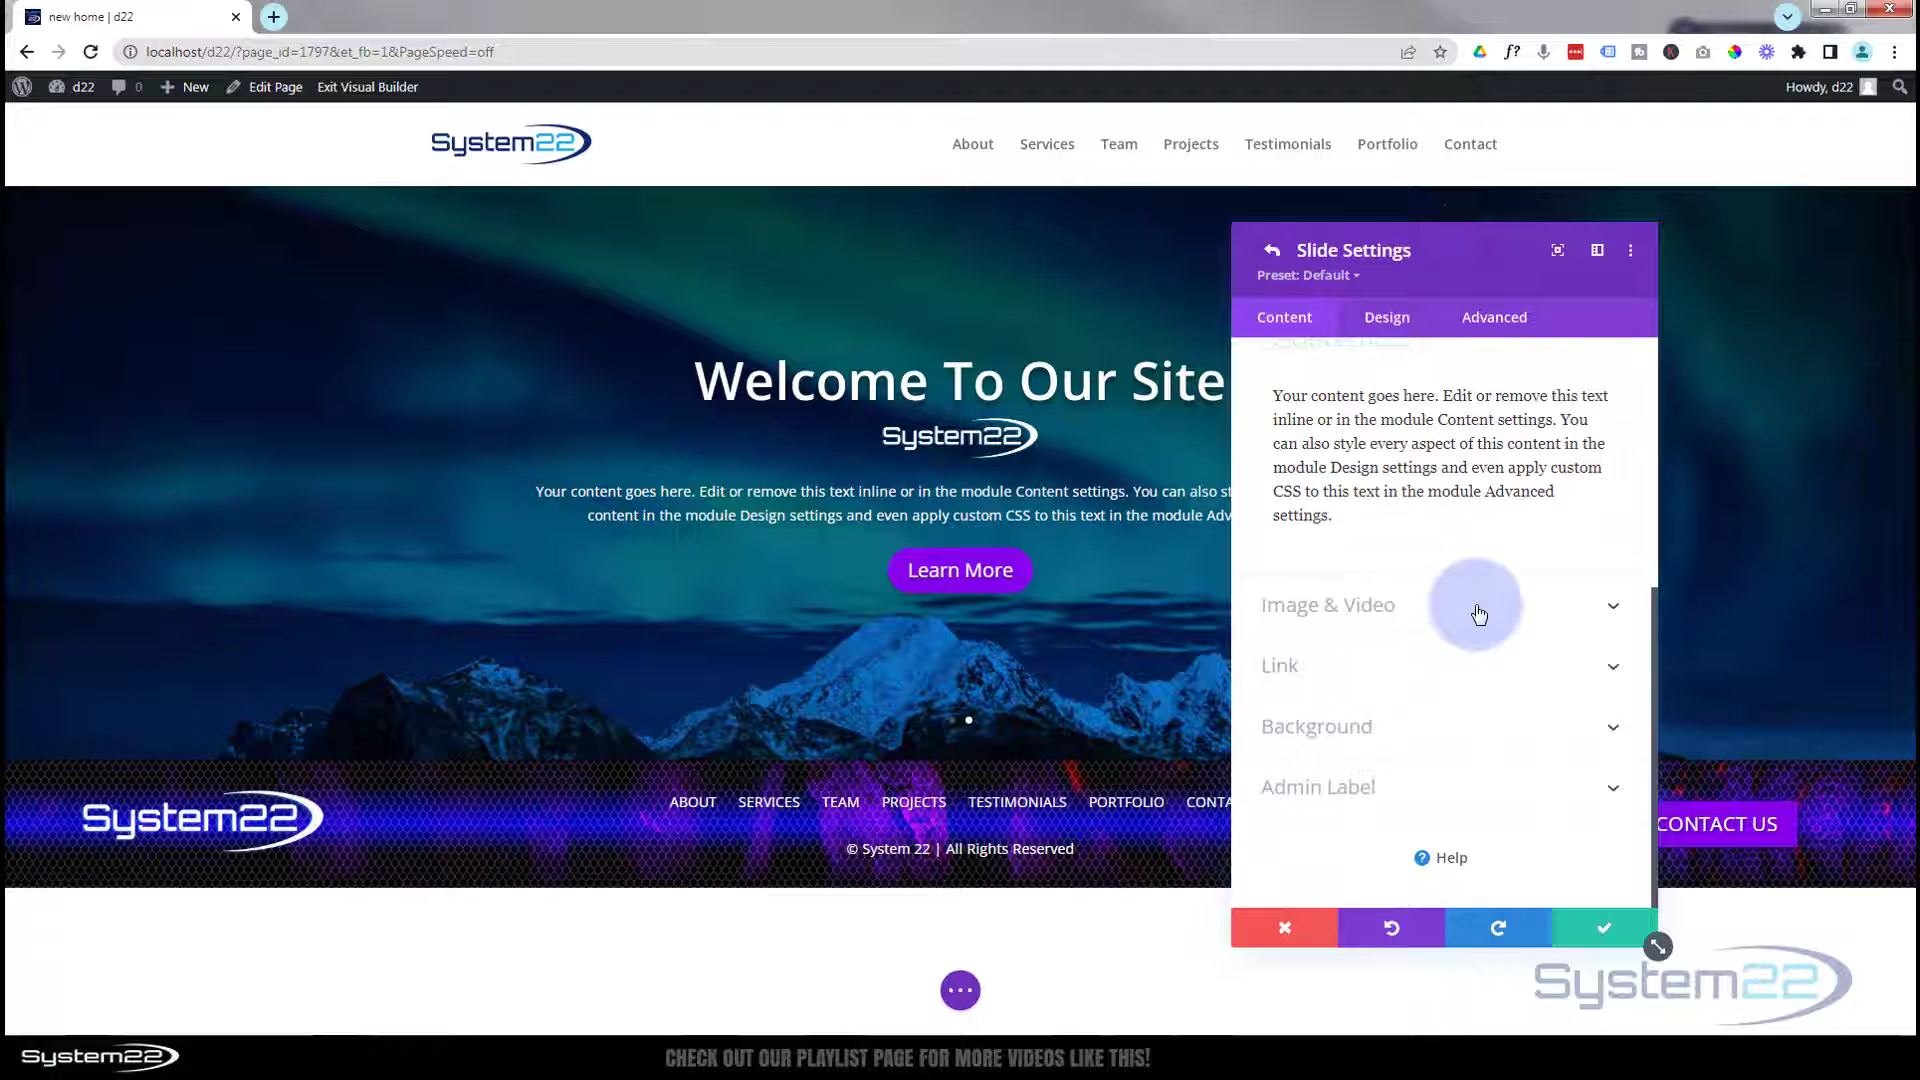 new home | d22
localhost/d22/?page_id=1797&et_fb=1&PageSpeed=off
f?
d22
0
New
Edit Page
Exit Visual Builder
Howdy, d22
System22
About
Services
Team
Projects
Testimonials
Portfolio
Contact
Welcome To Our Site
System22
Your content goes here. Edit or remove this text inline or in the module Content settings. You can also st
content in the module Design settings and even apply custom CSS to this text in the module Adv
Learn More
Slide Settings
Preset: Default
Content
Design
Advanced
System22
Your content goes here. Edit or remove this text
inline or in the module Content settings. You
can also style every aspect of this content in the
module Design settings and even apply custom
CSS to this text in the module Advanced
settings.
Image & Video
Link
Background
Admin Label
? Help
System22
ABOUT
SERVICES
TEAM
PROJECTS
TESTIMONIALS
PORTFOLIO
CONTA
CONTACT US
© System 22 | All Rights Reserved
System22
System22
CHECK OUT OUR PLAYLIST PAGE FOR MORE VIDEOS LIKE THIS!